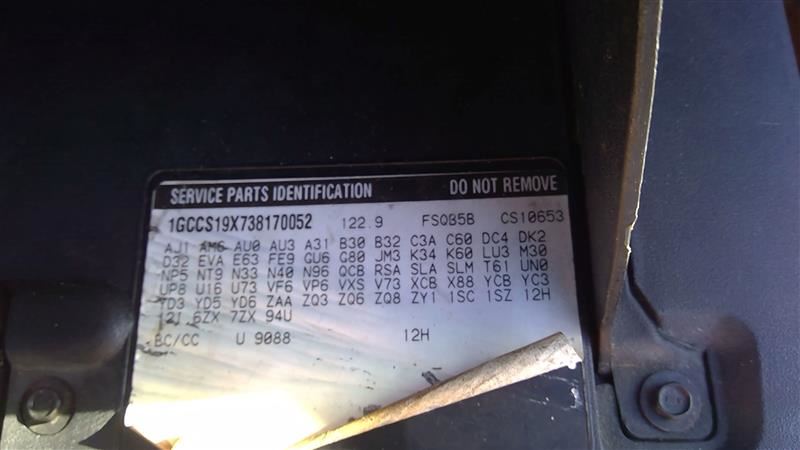 SERVICE PARTS IDENTIFICATION DO NOT REMOVE
1GCCS19X738170052 122.9 FSQB5B CS10653
AJ1 AM6 AU0 AU3 A31 B30 B32 C3A C60 DC4 DK2
D32 EVA E63 FE9 GU6 G80 JM3 K34 K60 LU3 M30
NP5 NT9 N33 N40 N96 QCB RSA SLA SLM T61 UN0
UP8 U16 U73 VF6 VP6 VXS V73 XCB X88 YCB YC3
TD3 YD5 YD6 ZAA ZQ3 ZQ6 ZQ8 ZY1 1SC 1SZ 12H
12I 6ZX 7ZX 94U
BC/CC U 9088 12H